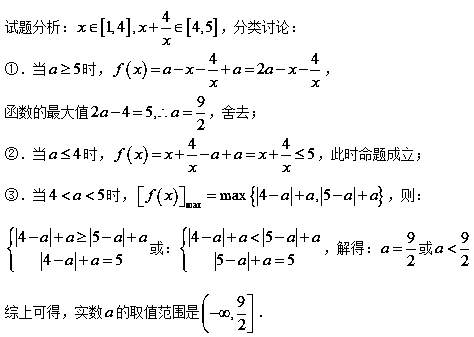 试题分析：x∈[1,4],x+4/x∈[4,5]，分类讨论：
①．当a≥5时，f(x)=a-x-4/x+a=2a-x-4/x，
函数的最大值2a-4=5,∴a=9/2，舍去；
②．当a≤4时，f(x)=x+4/x-a+a=x+4/x≤5，此时命题成立；
③．当4<a<5时，[f(x)]max=max{|4-a|+a,|5-a|+a}，则：
{|4-a|+a≥|5-a|+a, |4-a|+a=5 或：{|4-a|+a<|5-a|+a, |5-a|+a=5，解得：a=9/2或a<9/2
综上可得，实数a的取值范围是(-∞,9/2]．